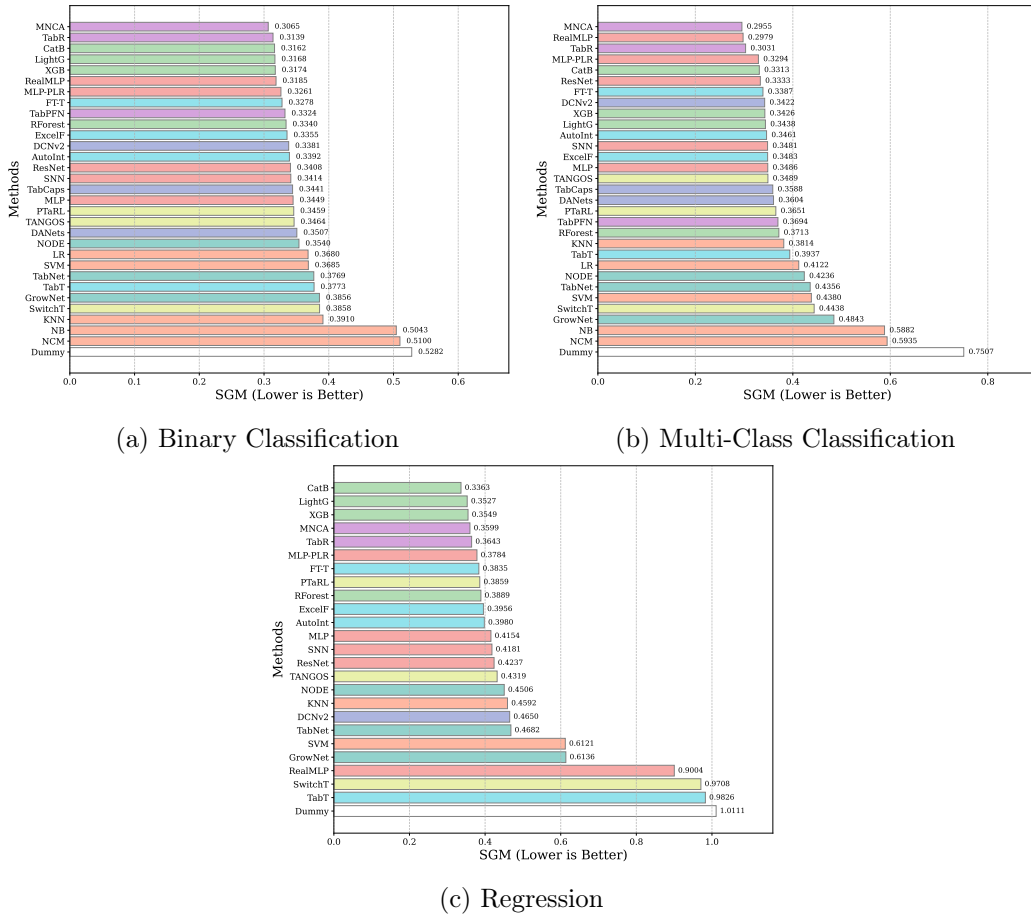 MNCA 0.3065
TabR 0.3139
CatB 0.3162
LightG 0.3168
XGB 0.3174
RealMLP 0.3185
MLP-PLR 0.3261
FT-T 0.3278
TabPFN 0.3324
RForest 0.3340
ExcelF 0.3355
DCNv2 0.3381
AutoInt 0.3392
ResNet 0.3408
SNN 0.3414
TabCaps 0.3441
MLP 0.3449
PTaRL 0.3459
TANGOS 0.3464
DANets 0.3507
NODE 0.3540
LR 0.3680
SVM 0.3685
TabNet 0.3769
TabT 0.3773
GrowNet 0.3856
SwitchT 0.3858
KNN 0.3910
NB 0.5043
NCM 0.5100
Dummy 0.5282
Methods
0.0 0.1 0.2 0.3 0.4 0.5 0.6
SGM (Lower is Better)
(a) Binary Classification
MNCA 0.2955
RealMLP 0.2979
TabR 0.3031
MLP-PLR 0.3294
CatB 0.3313
ResNet 0.3333
FT-T 0.3387
DCNv2 0.3422
XGB 0.3426
LightG 0.3438
AutoInt 0.3461
SNN 0.3481
ExcelF 0.3483
MLP 0.3486
TANGOS 0.3489
TabCaps 0.3588
DANets 0.3604
PTaRL 0.3651
TabPFN 0.3694
RForest 0.3713
KNN 0.3814
TabT 0.3937
LR 0.4122
NODE 0.4236
TabNet 0.4356
SVM 0.4380
SwitchT 0.4438
GrowNet 0.4843
NB 0.5882
NCM 0.5935
Dummy 0.7507
Methods
0.0 0.2 0.4 0.6 0.8
SGM (Lower is Better)
(b) Multi-Class Classification
CatB 0.3363
LightG 0.3527
XGB 0.3549
MNCA 0.3599
TabR 0.3643
MLP-PLR 0.3784
FT-T 0.3835
PTaRL 0.3859
RForest 0.3889
ExcelF 0.3956
AutoInt 0.3980
MLP 0.4154
SNN 0.4181
ResNet 0.4237
TANGOS 0.4319
NODE 0.4506
KNN 0.4592
DCNv2 0.4650
TabNet 0.4682
SVM 0.6121
GrowNet 0.6136
RealMLP 0.9004
SwitchT 0.9708
TabT 0.9826
Dummy 1.0111
Methods
0.0 0.2 0.4 0.6 0.8 1.0
SGM (Lower is Better)
(c) Regression